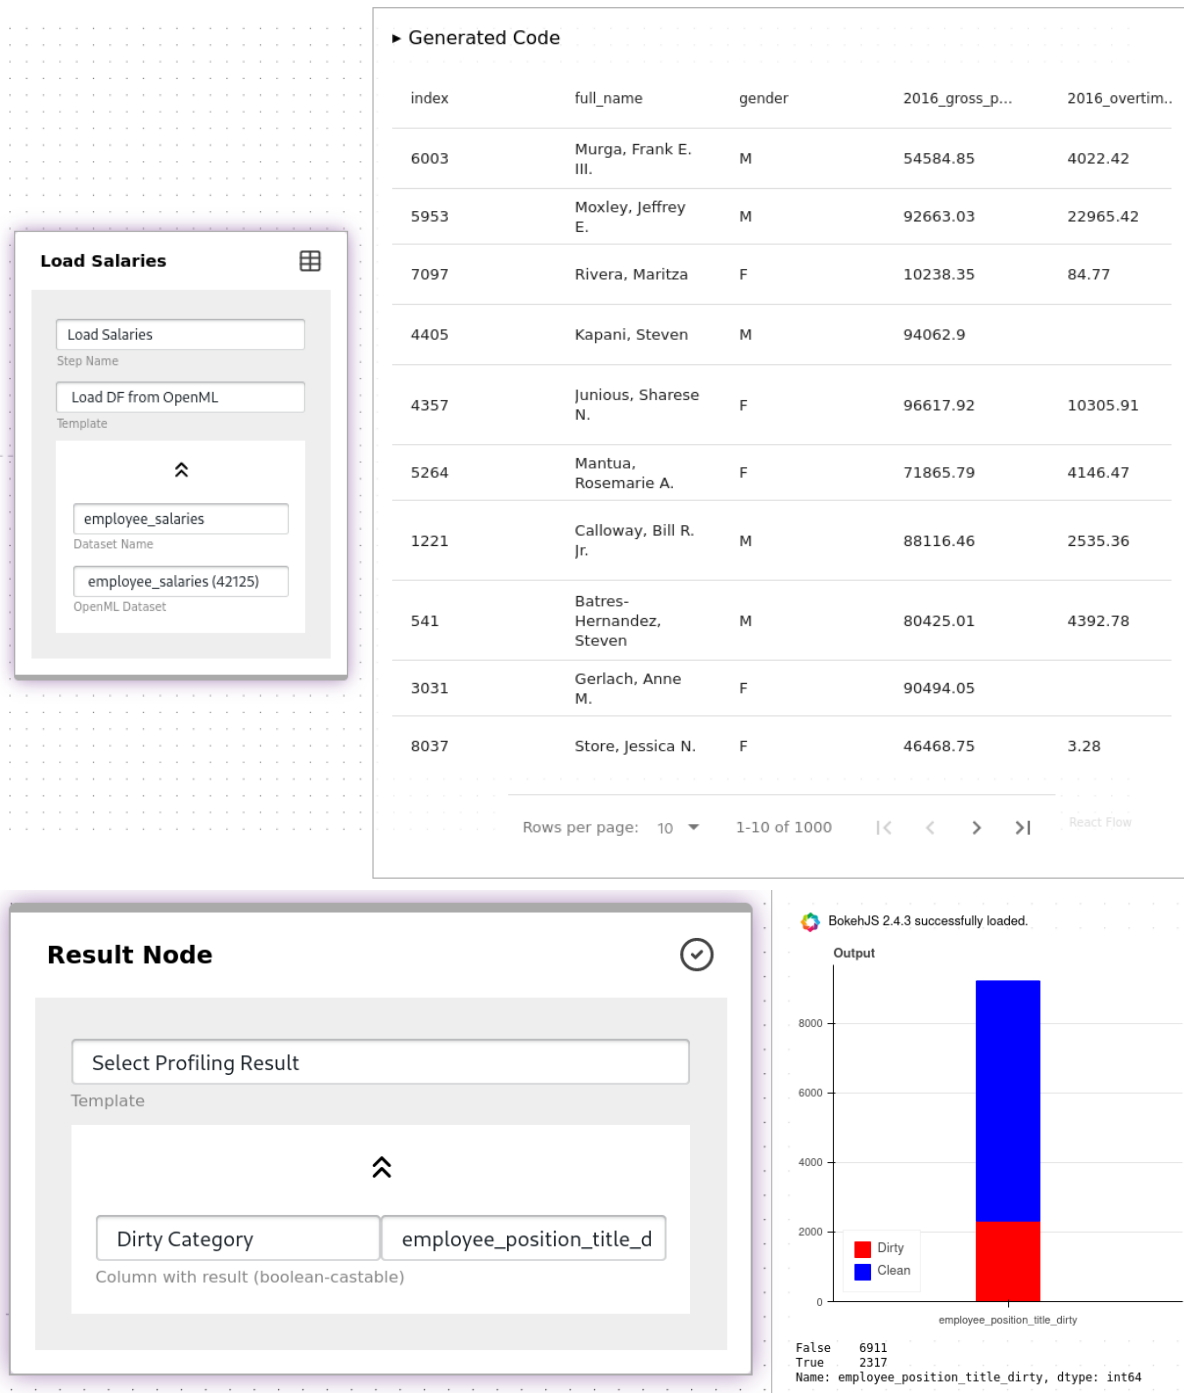 ▸ Generated Code
index full_name gender 2016_gross_p... 2016_overtim..
6003 Murga, Frank E. III. M 54584.85 4022.42
5953 Moxley, Jeffrey E. M 92663.03 22965.42
7097 Rivera, Maritza F 10238.35 84.77
4405 Kapani, Steven M 94062.9
4357 Junious, Sharese N. F 96617.92 10305.91
5264 Mantua, Rosemarie A. F 71865.79 4146.47
1221 Calloway, Bill R. Jr. M 88116.46 2535.36
541 Batres-Hernandez, Steven M 80425.01 4392.78
3031 Gerlach, Anne M. F 90494.05
8037 Store, Jessica N. F 46468.75 3.28
Rows per page: 10 1-10 of 1000
React Flow
Load Salaries
Load Salaries
Step Name
Load DF from OpenML
Template
employee_salaries
Dataset Name
employee_salaries (42125)
OpenML Dataset
Result Node
Select Profiling Result
Template
Dirty Category employee_position_title_d
Column with result (boolean-castable)
BokehJS 2.4.3 successfully loaded.
Output
8000
6000
4000
2000
0
Dirty
Clean
employee_position_title_dirty
False 6911
True 2317
Name: employee_position_title_dirty, dtype: int64